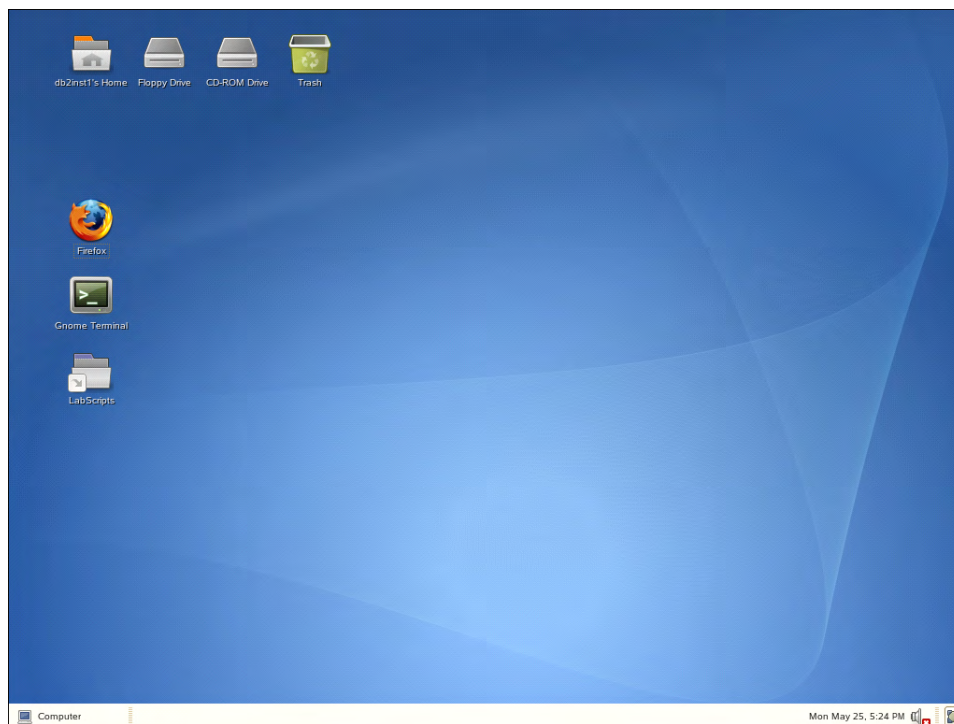 db2inst1's Home Floppy Drive CD-ROM Drive Trash
Firefox
>_
Gnome Terminal
LabScripts
Computer Mon May 25, 5:24 PM